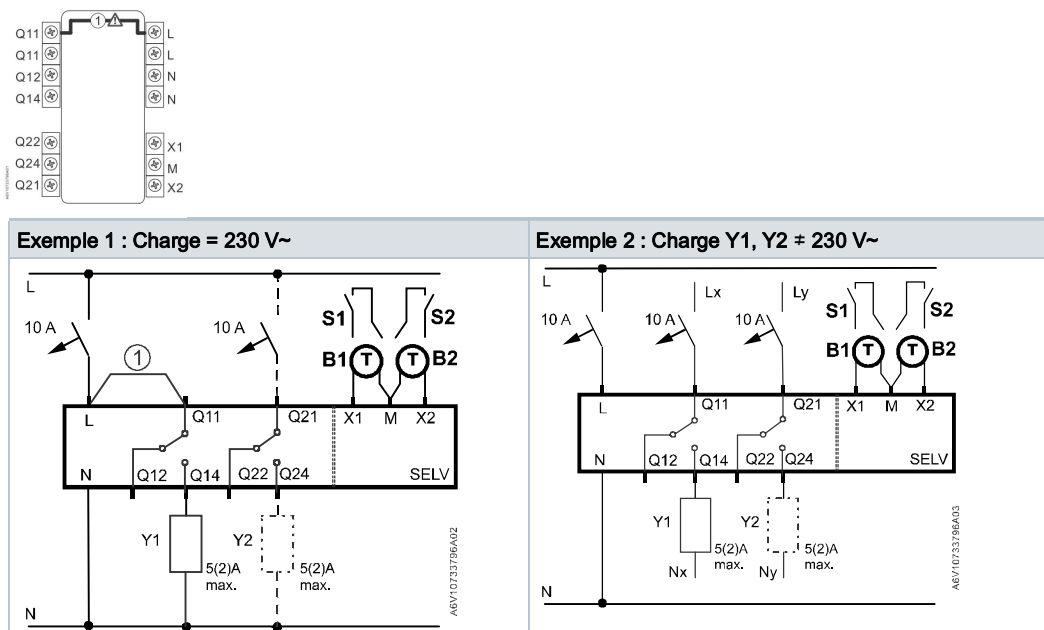 1
Q11 L
Q11 L
Q12 N
Q14 N
Q22 X1
Q24 M
Q21 X2
Exemple 1 : Charge = 230 V~
L
10 A
10 A
1
S1 S2
B1 T T B2
L Q11 Q21 X1 M X2
N Q12 Q14 Q22 Q24 SELV
Y1 Y2
5(2)A max.
5(2)A max.
N
A6V10733796A02
Exemple 2 : Charge Y1, Y2 ≠ 230 V~
L
Lx Ly
10 A 10 A 10 A
S1 S2
B1 T T B2
L Q11 Q21 X1 M X2
N Q12 Q14 Q22 Q24 SELV
Y1 Y2
5(2)A max.
5(2)A max.
Nx Ny
N
A6V10733796A03